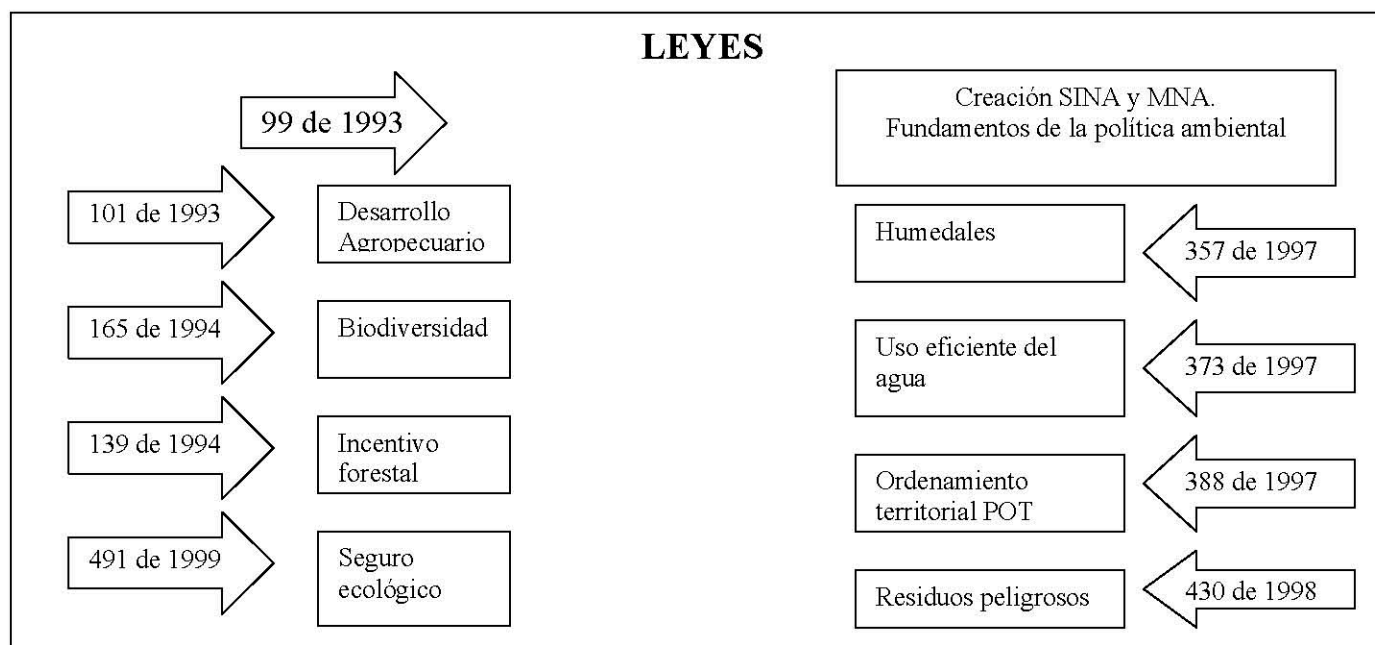 LEYES
99 de 1993
Creación SINA y MNA.
Fundamentos de la política ambiental
101 de 1993
Desarrollo
Agropecuario
165 de 1994
Biodiversidad
139 de 1994
Incentivo
forestal
491 de 1999
Seguro
ecológico
Humedales
357 de 1997
Uso eficiente del
agua
373 de 1997
Ordenamiento
territorial POT
388 de 1997
Residuos peligrosos
430 de 1998